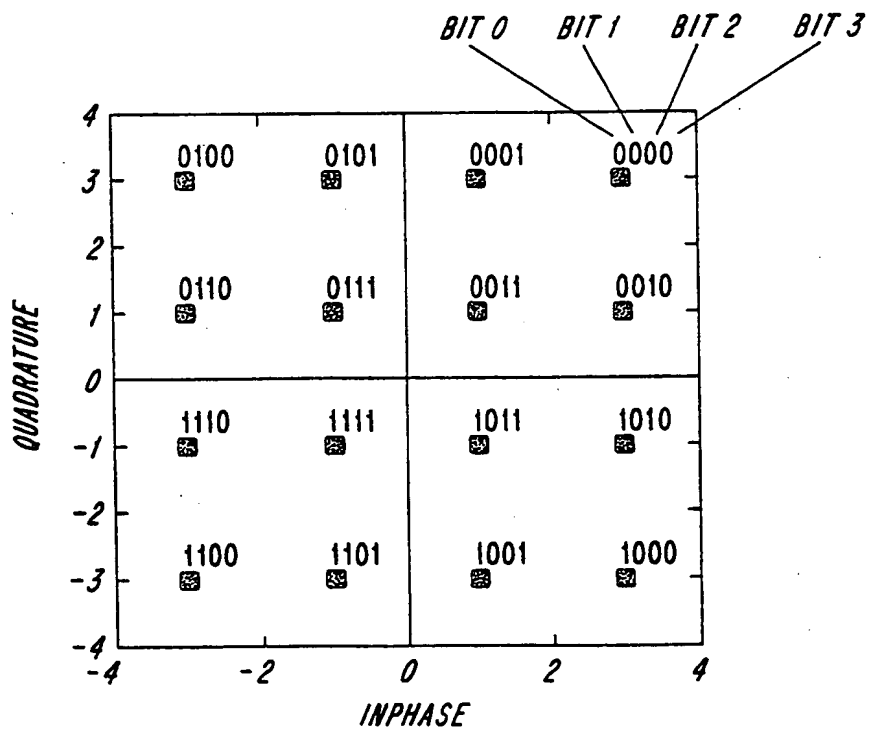 BIT 0 BIT 1 BIT 2 BIT 3
4
0100 0101 0001 0000
3
2
0110 0111 0011 0010
1
0
1110 1111 1011 1010
-1
-2
1100 1101 1001 1000
-3
-4
-4 -2 0 2 4
QUADRATURE
INPHASE